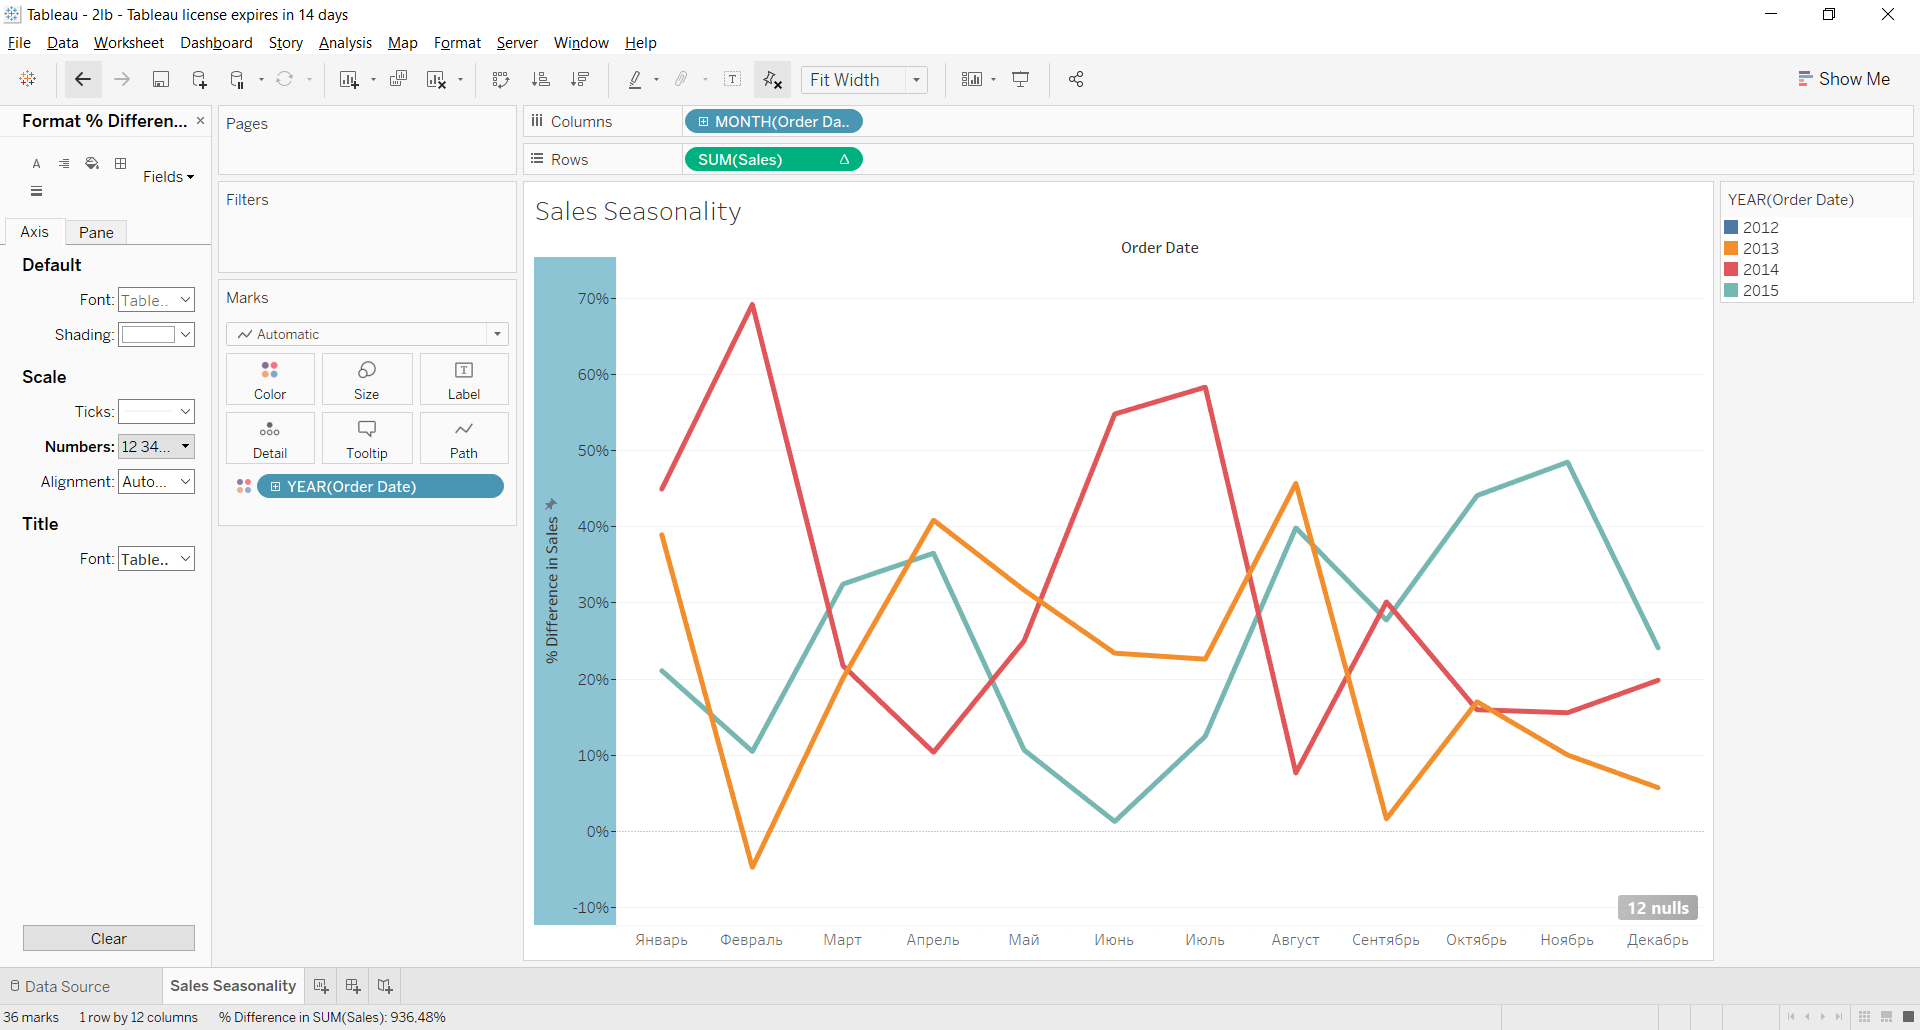 Tableau - 2lb - Tableau license expires in 14 days
File Data Worksheet Dashboard Story Analysis Map Format Server Window Help
Fit Width
Show Me
Format % Differen...
Fields
Axis Pane
Default
Font: Table..
Shading:
Scale
Ticks:
Numbers: 12 34...
Alignment: Auto...
Title
Font: Table..
Clear
Pages
Filters
Marks
Automatic
Color Size Label
Detail Tooltip Path
YEAR(Order Date)
Columns MONTH(Order Da..
Rows SUM(Sales) Δ
Sales Seasonality
Order Date
% Difference in Sales
70%
60%
50%
40%
30%
20%
10%
0%
-10%
12 nulls
Январь Февраль Март Апрель Май Июнь Июль Август Сентябрь Октябрь Ноябрь Декабрь
YEAR(Order Date)
2012
2013
2014
2015
Data Source Sales Seasonality
36 marks 1 row by 12 columns % Difference in SUM(Sales): 936.48%